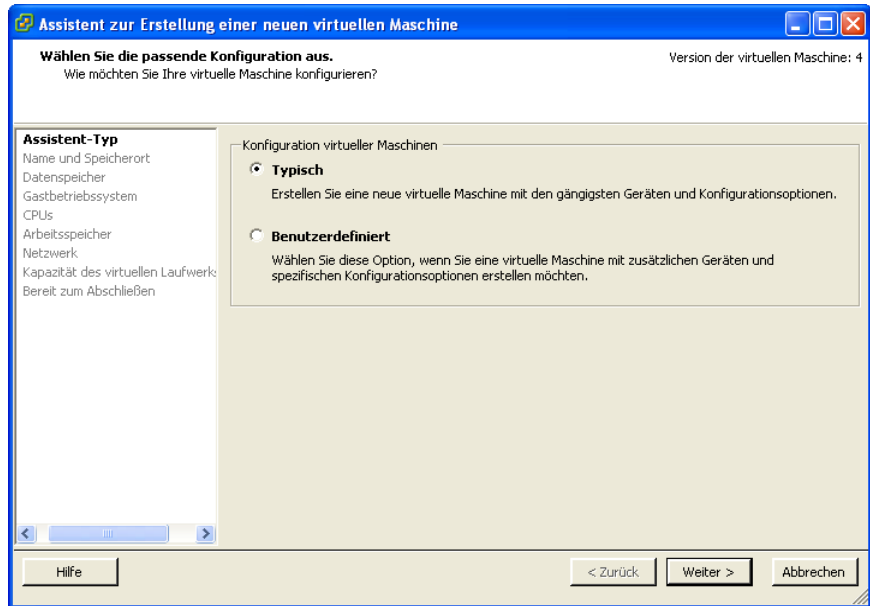 Assistent zur Erstellung einer neuen virtuellen Maschine
Wählen Sie die passende Konfiguration aus.
Wie möchten Sie Ihre virtuelle Maschine konfigurieren?
Version der virtuellen Maschine: 4
Assistent-Typ
Name und Speicherort
Datenspeicher
Gastbetriebssystem
CPUs
Arbeitsspeicher
Netzwerk
Kapazität des virtuellen Laufwerks
Bereit zum Abschließen
Konfiguration virtueller Maschinen
Typisch
Erstellen Sie eine neue virtuelle Maschine mit den gängigsten Geräten und Konfigurationsoptionen.
Benutzerdefiniert
Wählen Sie diese Option, wenn Sie eine virtuelle Maschine mit zusätzlichen Geräten und
spezifischen Konfigurationsoptionen erstellen möchten.
Hilfe
< Zurück
Weiter >
Abbrechen